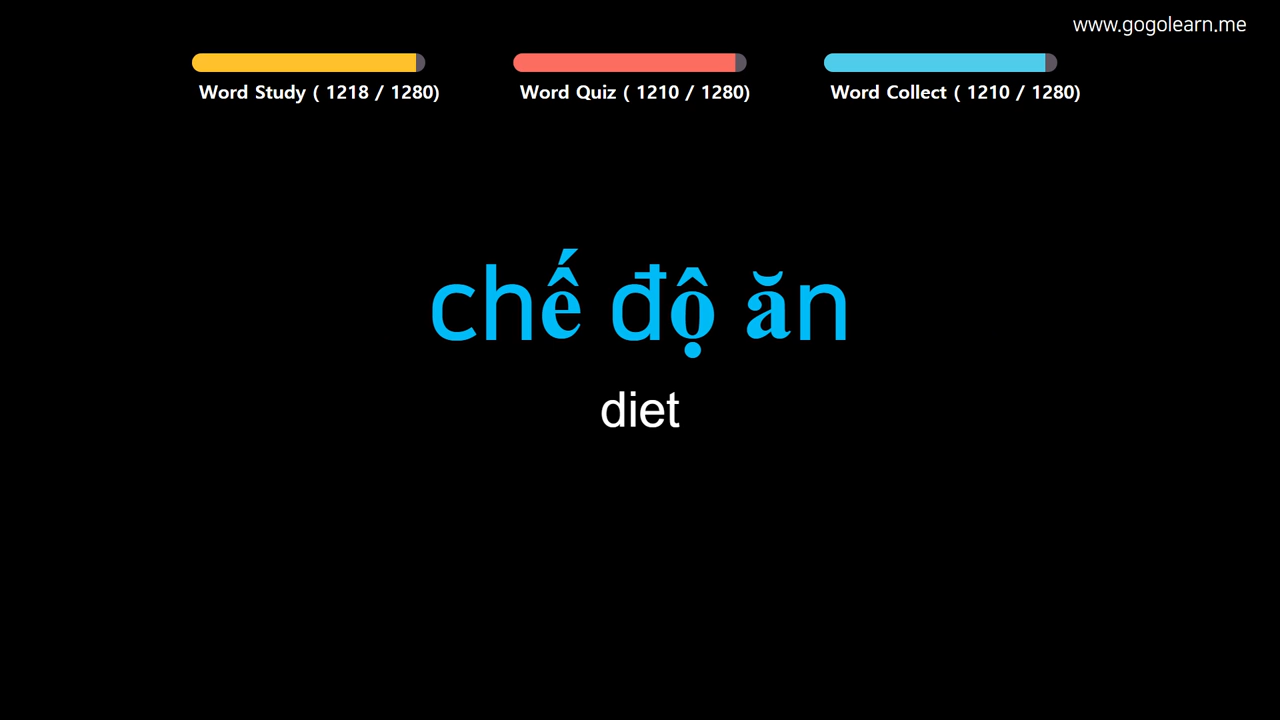 www.gogolearn.me
Word Study ( 1218 / 1280)
Word Quiz ( 1210 / 1280)
Word Collect ( 1210 / 1280)
chế độ ăn
diet